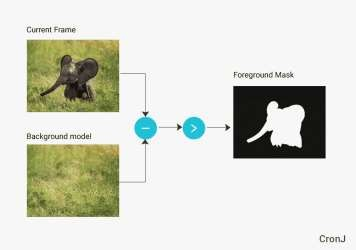 Current Frame
Foreground Mask
Background model
CronJ